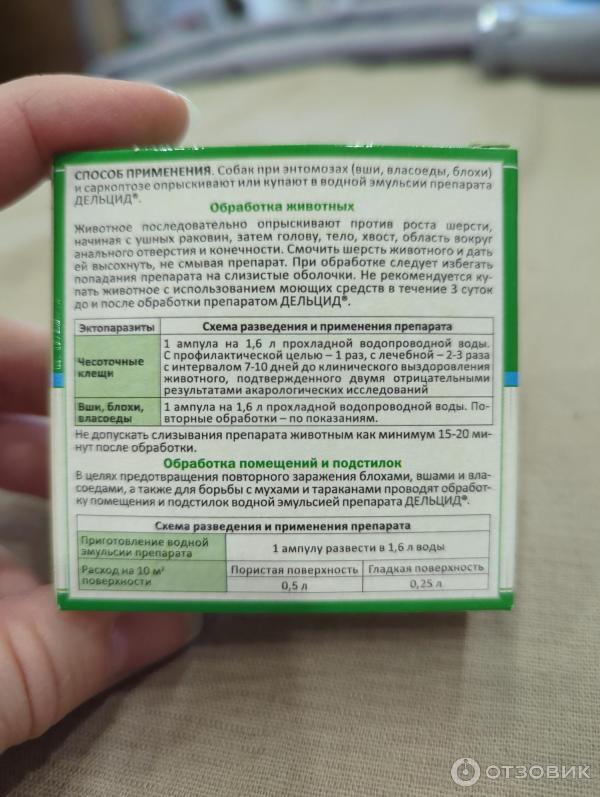 СПОСОБ ПРИМЕНЕНИЯ. Собак при энтомозах (вши, власоеды, блохи)
и саркоптозе опрыскивают или купают в водной эмульсии препарата
ДЕЛЬЦИД®.
Обработка животных
Животное последовательно опрыскивают против роста шерсти,
начиная с ушных раковин, затем голову, тело, хвост, область вокруг
анального отверстия и конечности. Смочить шерсть животного и дать
ей высохнуть, не смывая препарат. При обработке следует избегать
попадания препарата на слизистые оболочки. Не рекомендуется ку-
пать животное с использованием моющих средств в течение 3 суток
до и после обработки препаратом ДЕЛЬЦИД®.
Эктопаразиты Схема разведения и применения препарата
Чесоточные клещи
1 ампула на 1,6 л прохладной водопроводной воды.
С профилактической целью – 1 раз, с лечебной – 2-3 раза
с интервалом 7-10 дней до клинического выздоровления
животного, подтвержденного двумя отрицательными
результатами акарологических исследований
Вши, блохи, власоеды
1 ампула на 1,6 л прохладной водопроводной воды. По-
вторные обработки – по показаниям.
Не допускать слизывания препарата животным как минимум 15-20 ми-
нут после обработки.
Обработка помещений и подстилок
В целях предотвращения повторного заражения блохами, вшами и вла-
соедами, а также для борьбы с мухами и тараканами проводят обработ-
ку помещения и подстилок водной эмульсией препарата ДЕЛЬЦИД®.
Схема разведения и применения препарата
Приготовление водной
эмульсии препарата
1 ампулу развести в 1,6 л воды
Расход на 10 м²
поверхности
Пористая поверхность Гладкая поверхность
0,5 л 0,25 л
ОТЗОВИК